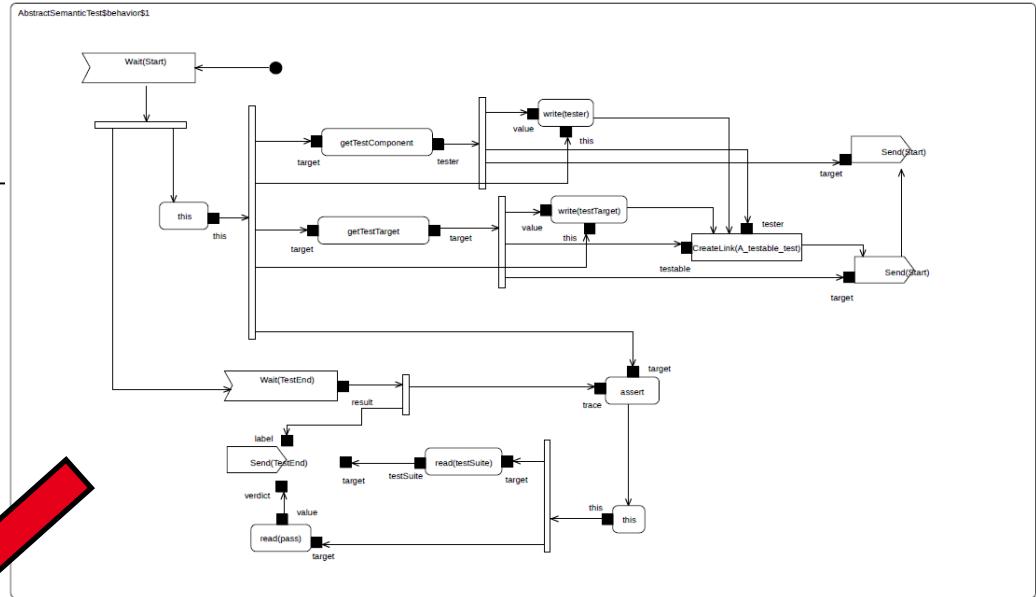 AbstractSemanticTest$behavior$1
Wait(Start)
write(tester)
value
this
getTestComponent
target
tester
Send(Start)
target
this
this
write(testTarget)
value
this
getTestTarget
target
target
tester
CreateLink(A_testable_test)
testable
Send(Start)
target
target
Wait(TestEnd)
result
assert
trace
label
Send(TestEnd)
target
testSuite
read(testSuite)
target
verdict
value
this
this
read(pass)
target